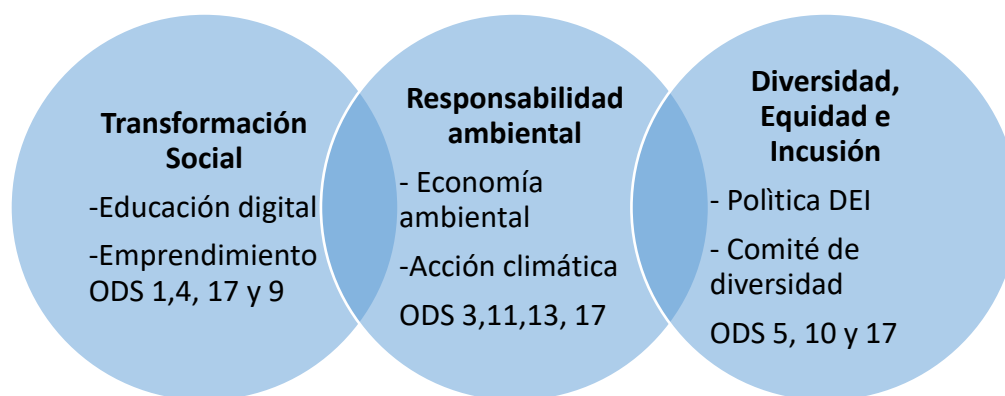 Transformación
Social
-Educación digital
-Emprendimiento
ODS 1,4, 17 y 9
Responsabilidad
ambiental
- Economía
ambiental
-Acción climática
ODS 3,11,13, 17
Diversidad,
Equidad e
Incusión
- Polìtica DEI
- Comité de
diversidad
ODS 5, 10 y 17